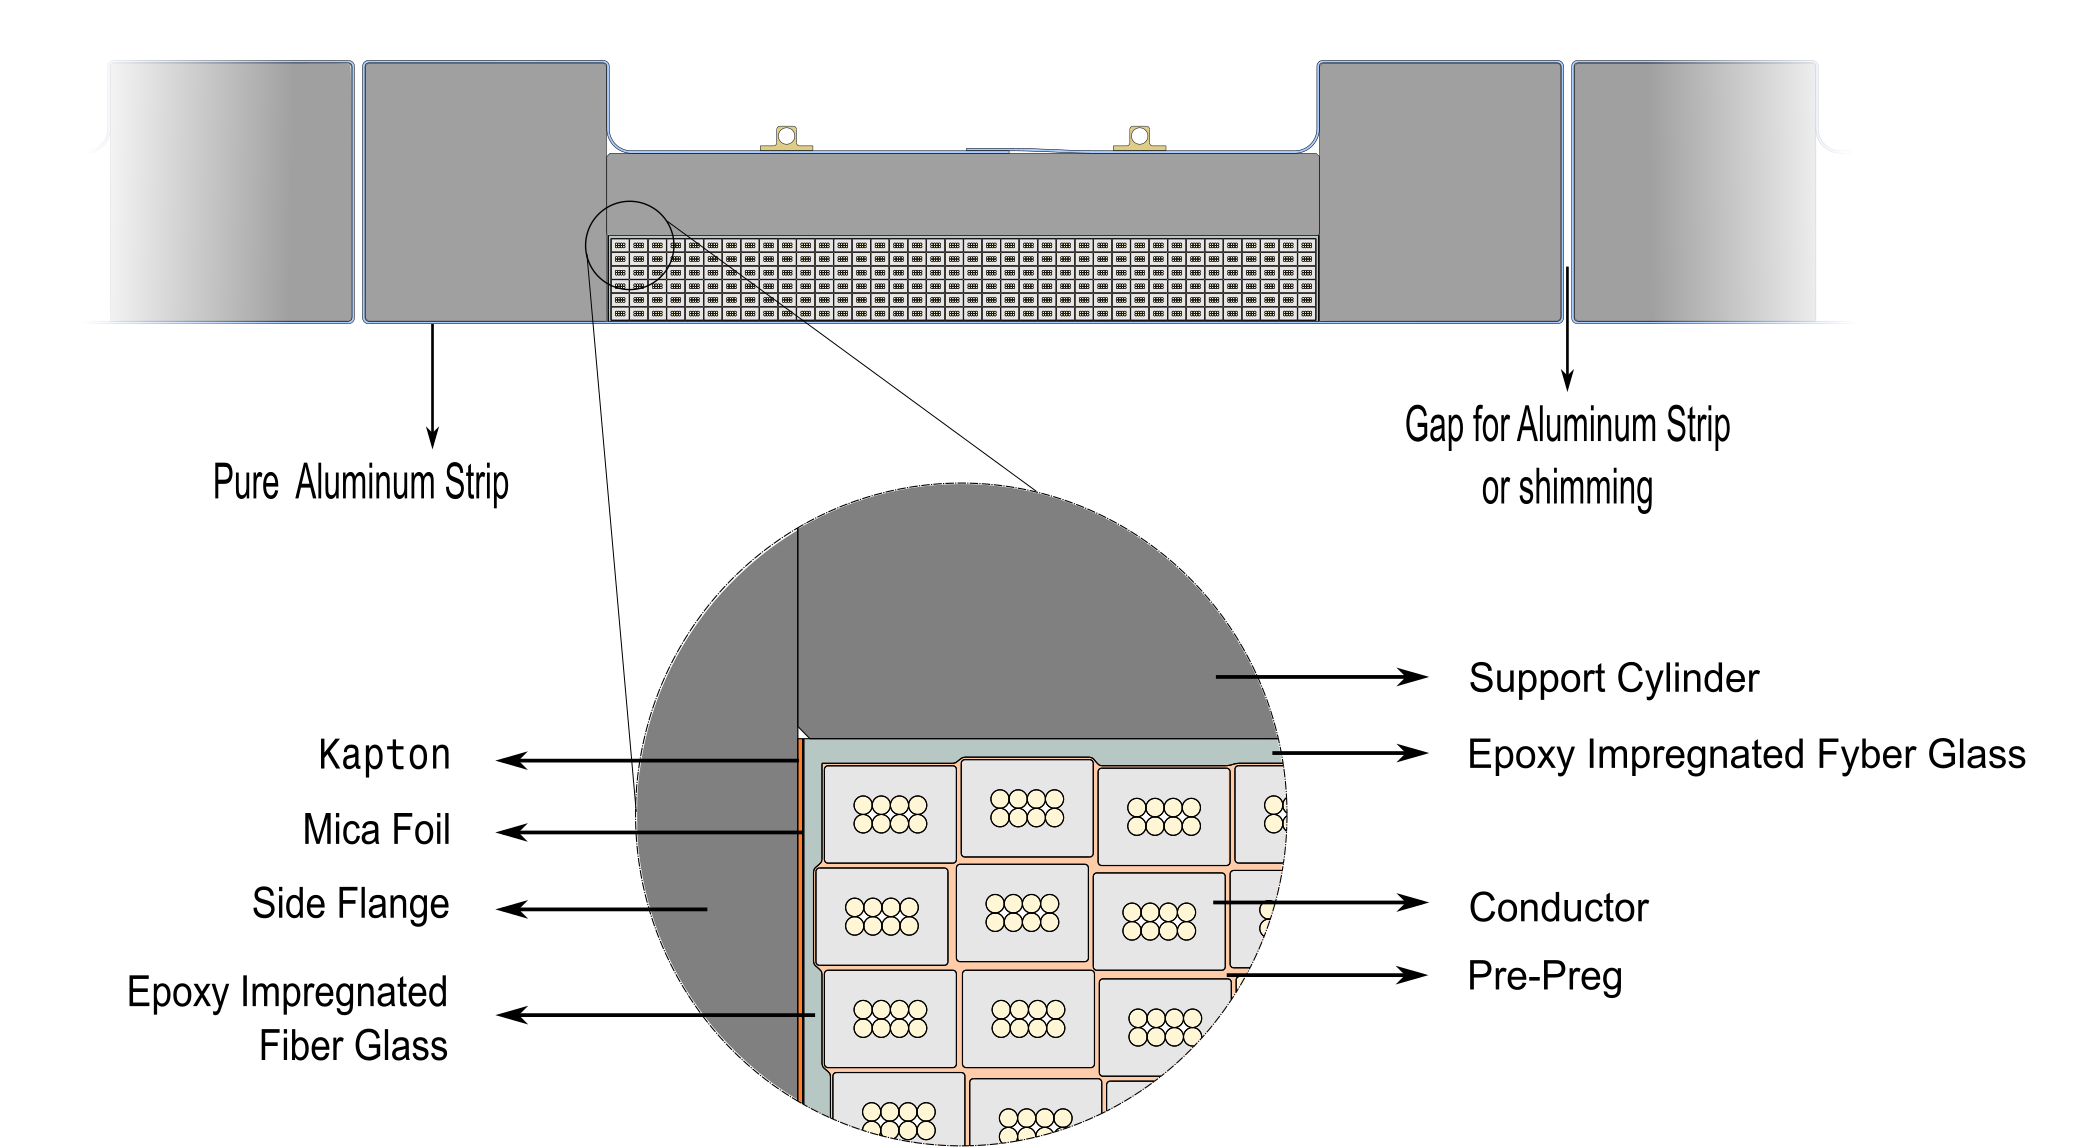 Gap for Aluminum Strip
or shimming
Pure Aluminum Strip
Support Cylinder
Kapton
Epoxy Impregnated Fyber Glass
Mica Foil
Side Flange
Conductor
Pre-Preg
Epoxy Impregnated
Fiber Glass